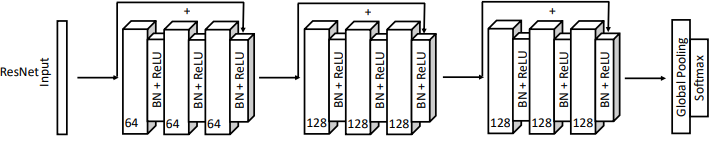 ResNet
Input
+
64
BN + ReLU
64
BN + ReLU
64
BN + ReLU
+
128
BN + ReLU
128
BN + ReLU
128
BN + ReLU
+
128
BN + ReLU
128
BN + ReLU
128
BN + ReLU
Global Pooling
Softmax